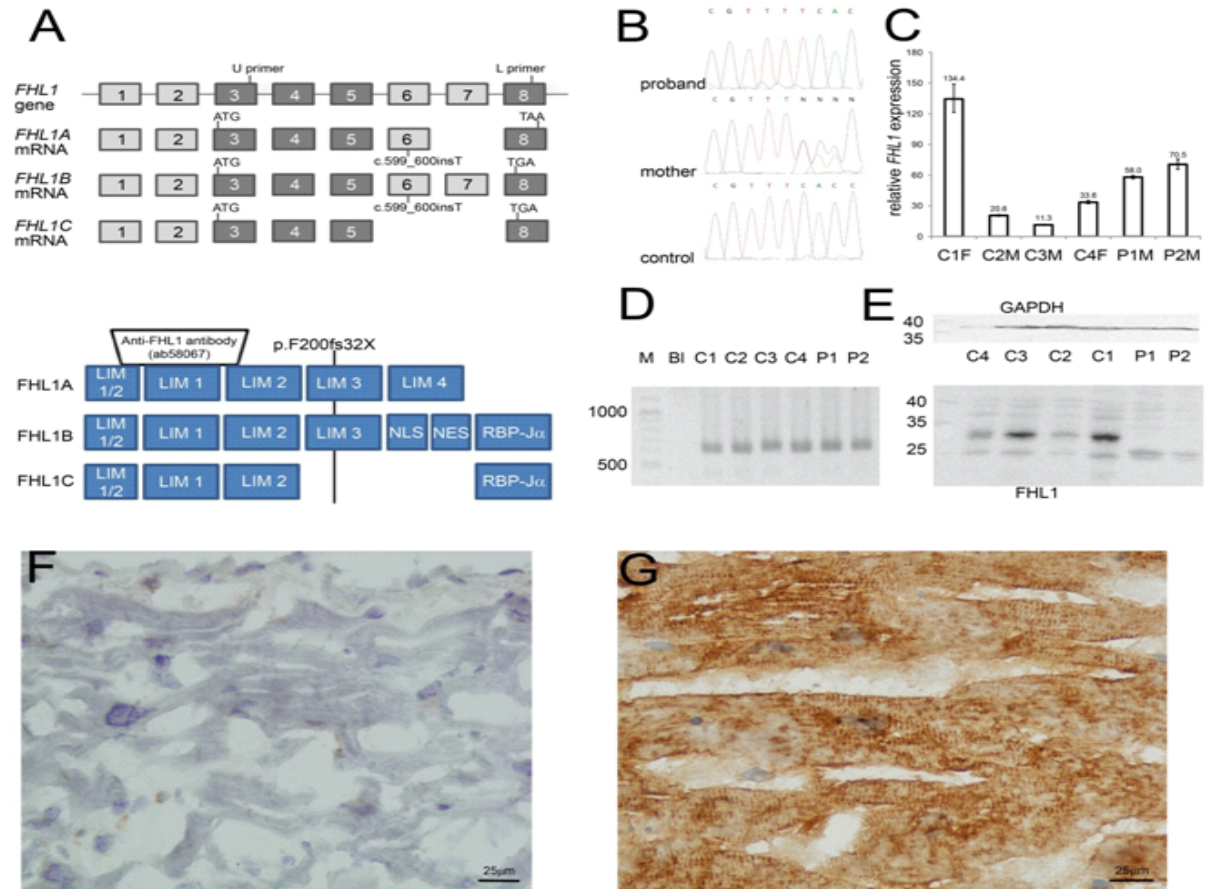 A
U primer
L primer
FHL1 gene
1 2 3 4 5 6 7 8
ATG
TAA
FHL1A mRNA
1 2 3 4 5 6 8
c.599_600insT
ATG
TGA
FHL1B mRNA
1 2 3 4 5 6 7 8
c.599_600insT
ATG
TGA
FHL1C mRNA
1 2 3 4 5 8
B
C G T T T T C A C
proband
C G T T T N N N N
mother
C G T T T C A C C
control
C
relative FHL1 expression
180
150
120
90
60
30
0
134.4
20.6
11.3
33.6
58.0
70.5
C1F C2M C3M C4F P1M P2M
Anti-FHL1 antibody
(ab58067)
p.F200fs32X
FHL1A
LIM 1/2 LIM 1 LIM 2 LIM 3 LIM 4
FHL1B
LIM 1/2 LIM 1 LIM 2 LIM 3 NLS NES RBP-Jα
FHL1C
LIM 1/2 LIM 1 LIM 2 RBP-Jα
D
M Bl C1 C2 C3 C4 P1 P2
1000
500
E
GAPDH
40
35
C4 C3 C2 C1 P1 P2
40
35
25
FHL1
F
25μm
G
25μm